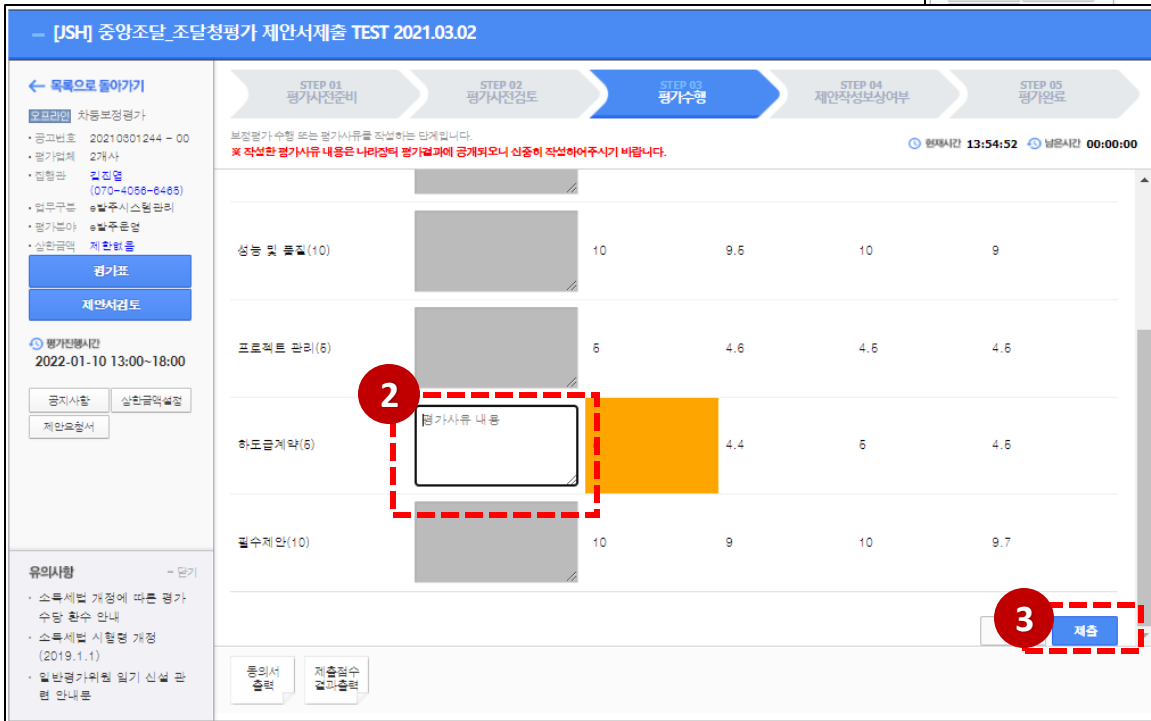 [JSH] 중앙조달_조달청평가 제안서제출 TEST 2021.03.02
← 목록으로 돌아가기
오프라인 차등보정평가
• 공고번호 20210801244 - 00
• 평가업체 2개사
• 집행관 김진열
(070-4056-6465)
• 업무구분 e발주시스템관리
• 평가분야 e발주운영
• 상한금액 제한없음
평가표
제안서검토
평가진행시간
2022-01-10 13:00~18:00
공지사항 상한금액설정
제안요청서
유의사항 - 닫기
· 소득세법 개정에 따른 평가
수당 환수 안내
· 소득세법 시행령 개정
(2019.1.1)
· 일반평가위원 임기 신설 관
련 안내문
STEP 01
평가사전준비
STEP 02
평가사전검토
STEP 03
평가수행
STEP 04
제안작성보상여부
STEP 05
평가완료
보정평가 수행 또는 평가사유를 작성하는 단계입니다.
※ 작성한 평가사유 내용은 나라장터 평가결과에 공개되오니 신중히 작성하여주시기 바랍니다.
현재시간 13:54:52 남은시간 00:00:00
성능 및 품질(10) 10 9.5 10 9
프로젝트 관리(5) 5 4.6 4.5 4.5
2
하도급계약(5) 평가사유 내용 4.4 5 4.5
필수제안(10) 10 9 10 9.7
3
제출
동의서
출력
제출점수
결과출력